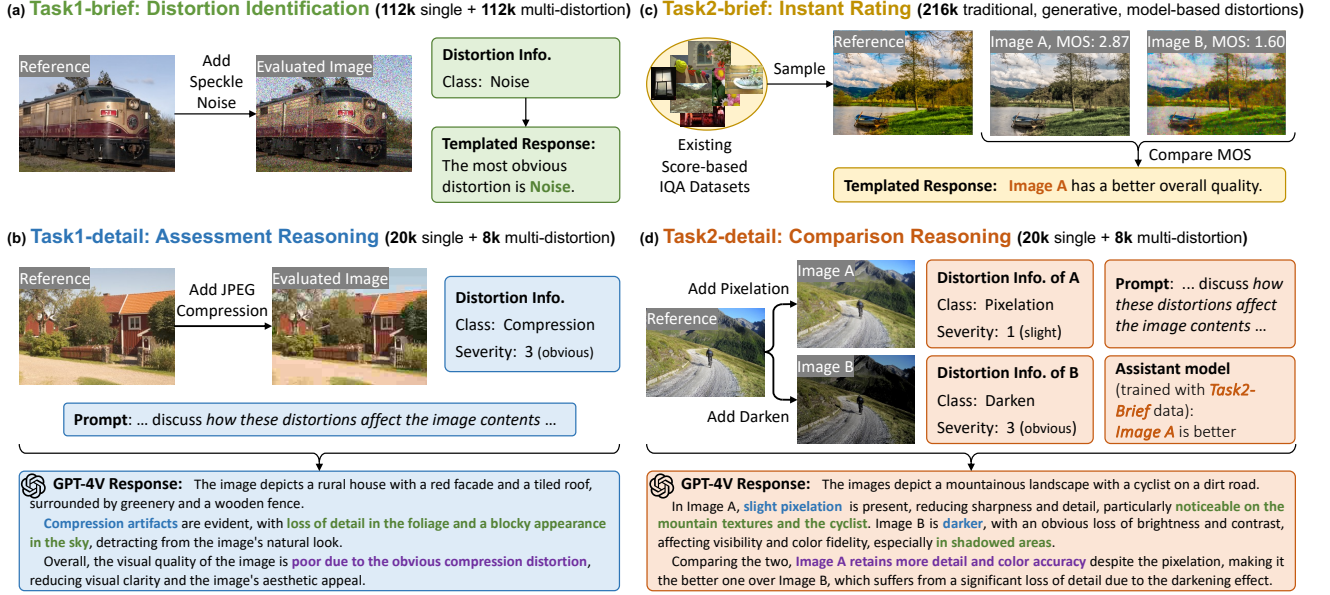 (a) Task1-brief: Distortion Identification (112k single + 112k multi-distortion)
Reference
Add
Speckle
Noise
Evaluated Image
Distortion Info.
Class: Noise
Templated Response:
The most obvious
distortion is Noise.
(c) Task2-brief: Instant Rating (216k traditional, generative, model-based distortions)
Existing
Score-based
IQA Datasets
Sample
Reference
Image A, MOS: 2.87
Image B, MOS: 1.60
Compare MOS
Templated Response: Image A has a better overall quality.
(b) Task1-detail: Assessment Reasoning (20k single + 8k multi-distortion)
Reference
Add JPEG
Compression
Evaluated Image
Distortion Info.
Class: Compression
Severity: 3 (obvious)
Prompt: ... discuss how these distortions affect the image contents ...
GPT-4V Response: The image depicts a rural house with a red facade and a tiled roof,
surrounded by greenery and a wooden fence.
Compression artifacts are evident, with loss of detail in the foliage and a blocky appearance
in the sky, detracting from the image's natural look.
Overall, the visual quality of the image is poor due to the obvious compression distortion,
reducing visual clarity and the image's aesthetic appeal.
(d) Task2-detail: Comparison Reasoning (20k single + 8k multi-distortion)
Reference
Add Pixelation
Add Darken
Image A
Image B
Distortion Info. of A
Class: Pixelation
Severity: 1 (slight)
Distortion Info. of B
Class: Darken
Severity: 3 (obvious)
Prompt: ... discuss how
these distortions affect
the image contents ...
Assistant model
(trained with Task2-
Brief data):
Image A is better
GPT-4V Response: The images depict a mountainous landscape with a cyclist on a dirt road.
In Image A, slight pixelation is present, reducing sharpness and detail, particularly noticeable on the
mountain textures and the cyclist. Image B is darker, with an obvious loss of brightness and contrast,
affecting visibility and color fidelity, especially in shadowed areas.
Comparing the two, Image A retains more detail and color accuracy despite the pixelation, making it
the better one over Image B, which suffers from a significant loss of detail due to the darkening effect.